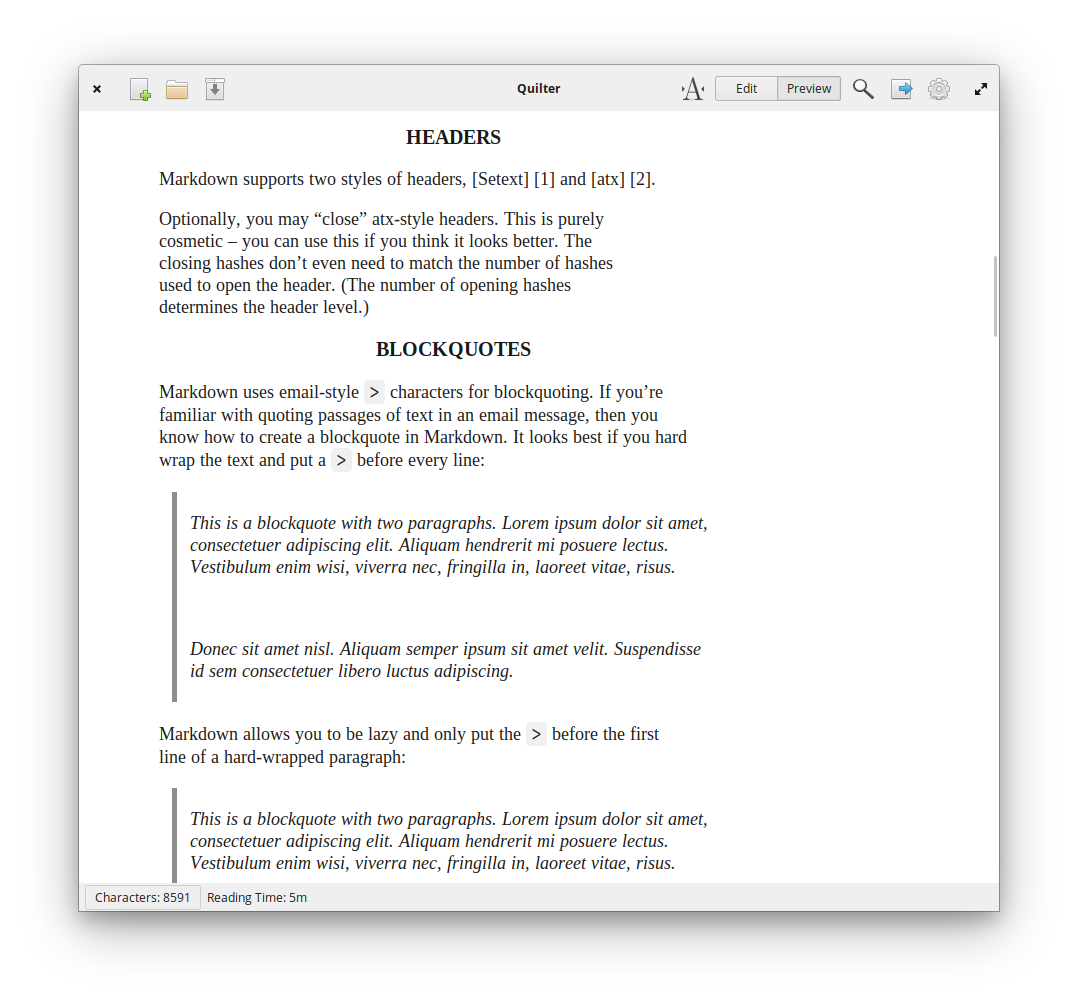 Quilter
Edit
Preview
HEADERS
Markdown supports two styles of headers, [Setext] [1] and [atx] [2].
Optionally, you may “close” atx-style headers. This is purely
cosmetic – you can use this if you think it looks better. The
closing hashes don’t even need to match the number of hashes
used to open the header. (The number of opening hashes
determines the header level.)
BLOCKQUOTES
Markdown uses email-style > characters for blockquoting. If you’re
familiar with quoting passages of text in an email message, then you
know how to create a blockquote in Markdown. It looks best if you hard
wrap the text and put a > before every line:
This is a blockquote with two paragraphs. Lorem ipsum dolor sit amet,
consectetuer adipiscing elit. Aliquam hendrerit mi posuere lectus.
Vestibulum enim wisi, viverra nec, fringilla in, laoreet vitae, risus.
Donec sit amet nisl. Aliquam semper ipsum sit amet velit. Suspendisse
id sem consectetuer libero luctus adipiscing.
Markdown allows you to be lazy and only put the > before the first
line of a hard-wrapped paragraph:
This is a blockquote with two paragraphs. Lorem ipsum dolor sit amet,
consectetuer adipiscing elit. Aliquam hendrerit mi posuere lectus.
Vestibulum enim wisi, viverra nec, fringilla in, laoreet vitae, risus.
Characters: 8591
Reading Time: 5m